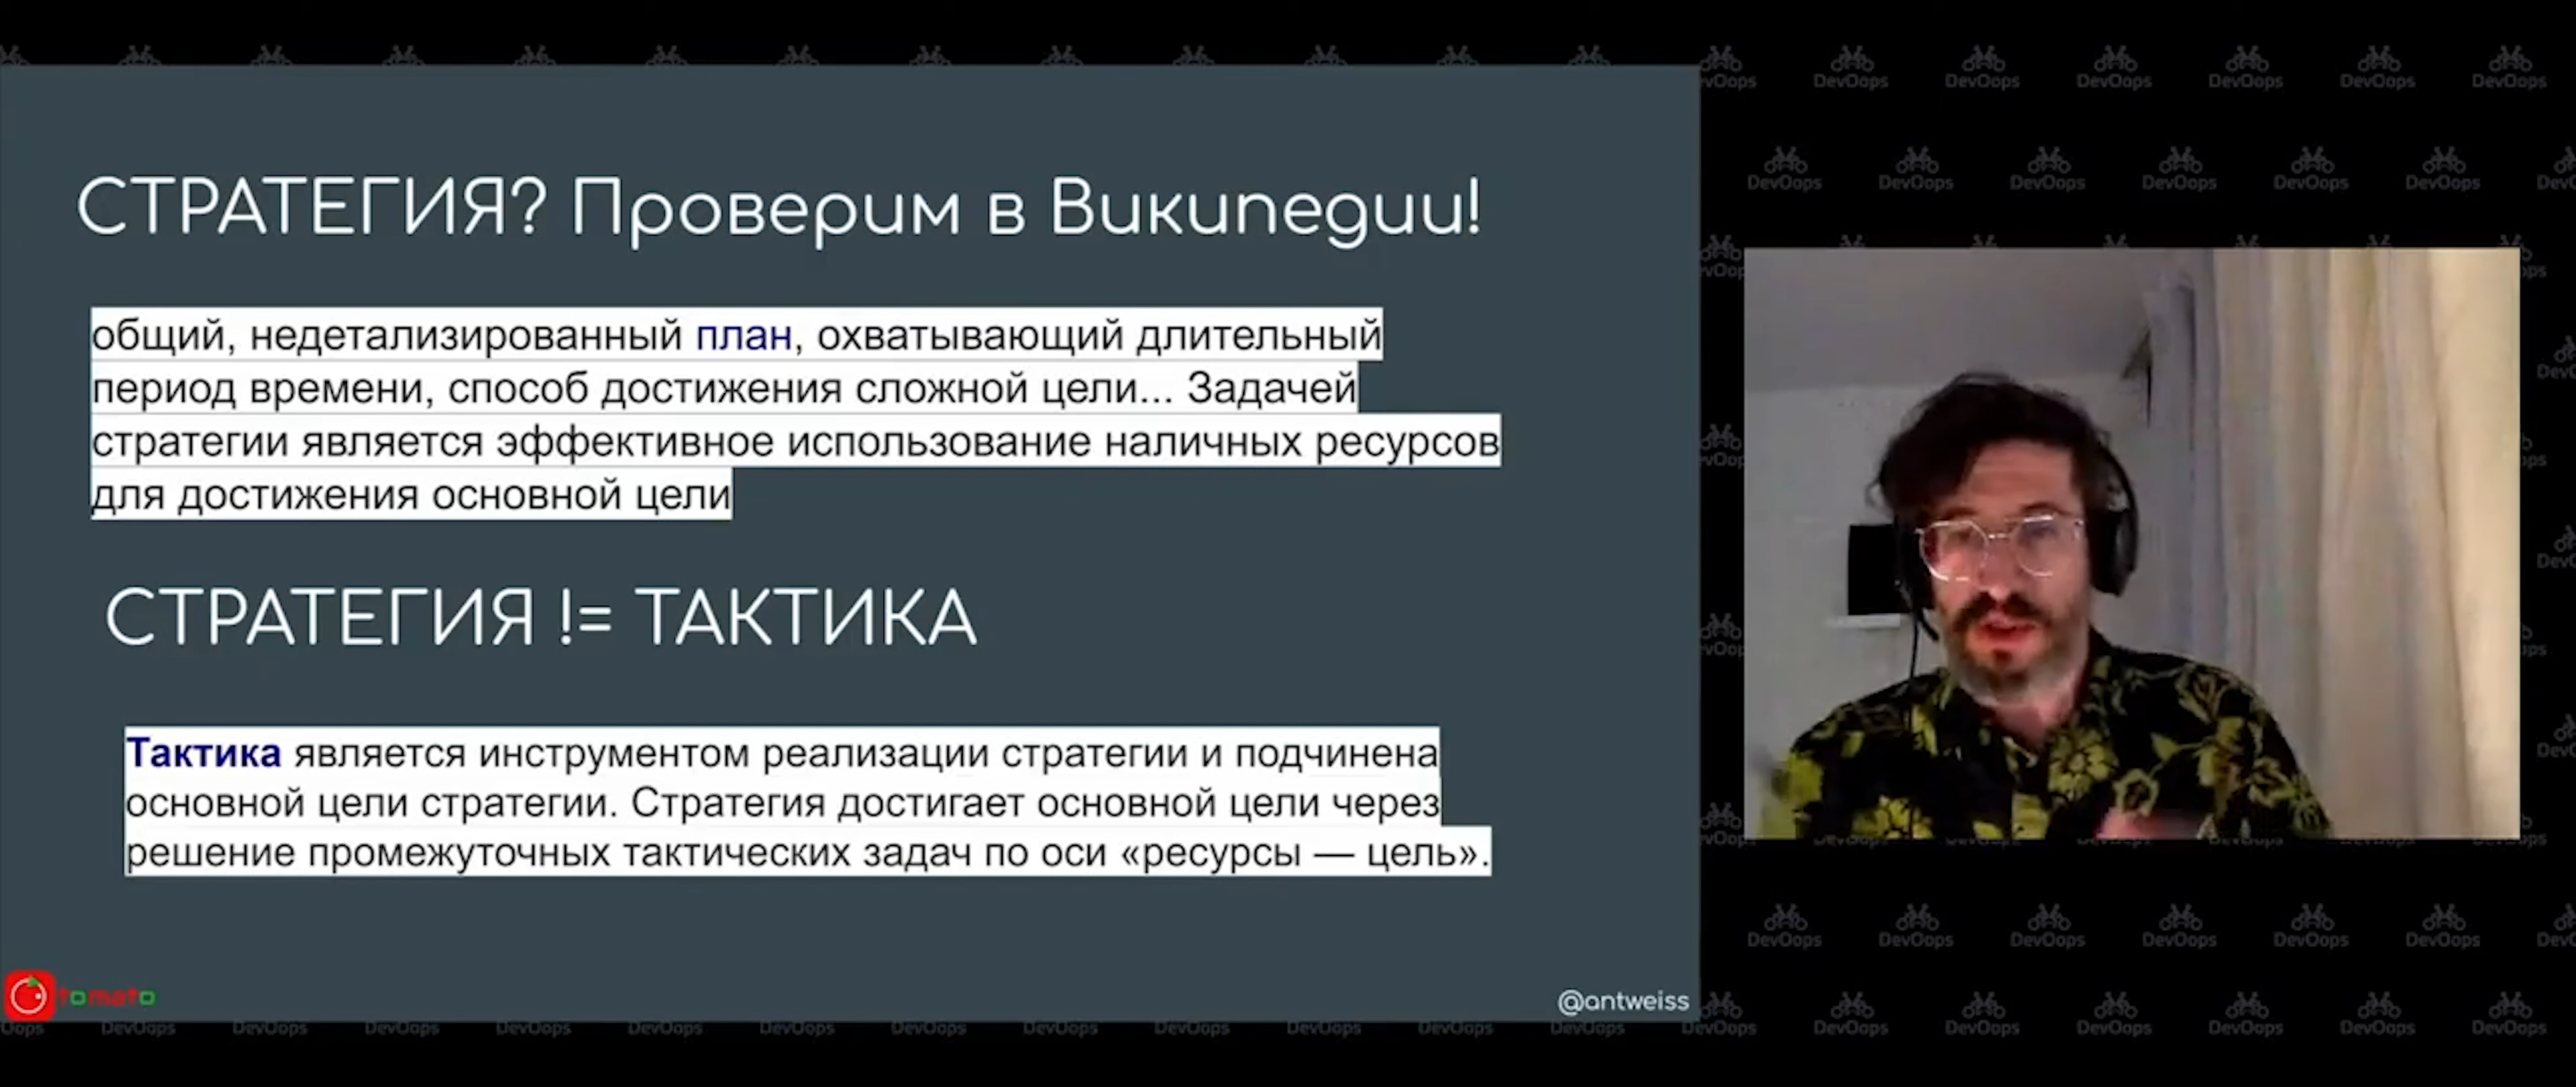 СТРАТЕГИЯ? Проверим в Википедии!
общий, недетализированный план, охватывающий длительный
период времени, способ достижения сложной цели... Задачей
стратегии является эффективное использование наличных ресурсов
для достижения основной цели
СТРАТЕГИЯ != ТАКТИКА
Тактика является инструментом реализации стратегии и подчинена
основной цели стратегии. Стратегия достигает основной цели через
решение промежуточных тактических задач по оси «ресурсы — цель».
tomato
@antweiss
DevOops